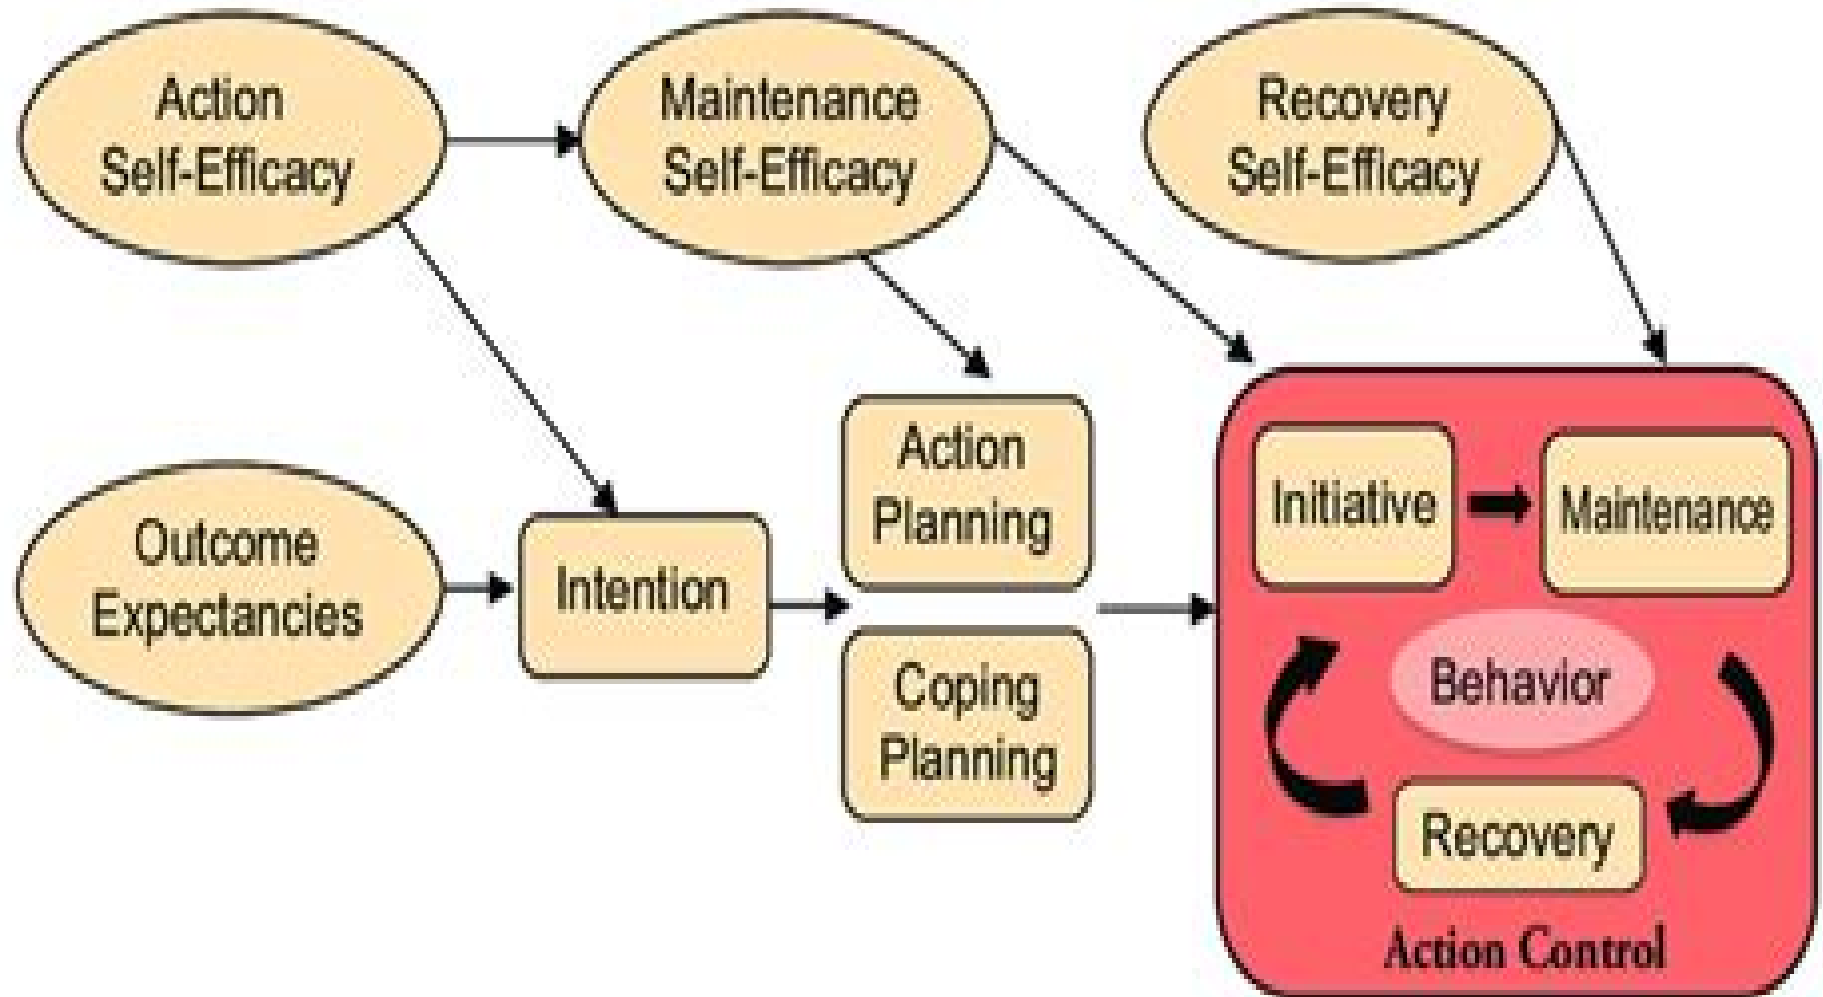 Action
Self-Efficacy
Maintenance
Self-Efficacy
Recovery
Self-Efficacy
Outcome
Expectancies
Intention
Action
Planning
Coping
Planning
Initiative
Maintenance
Behavior
Recovery
Action Control